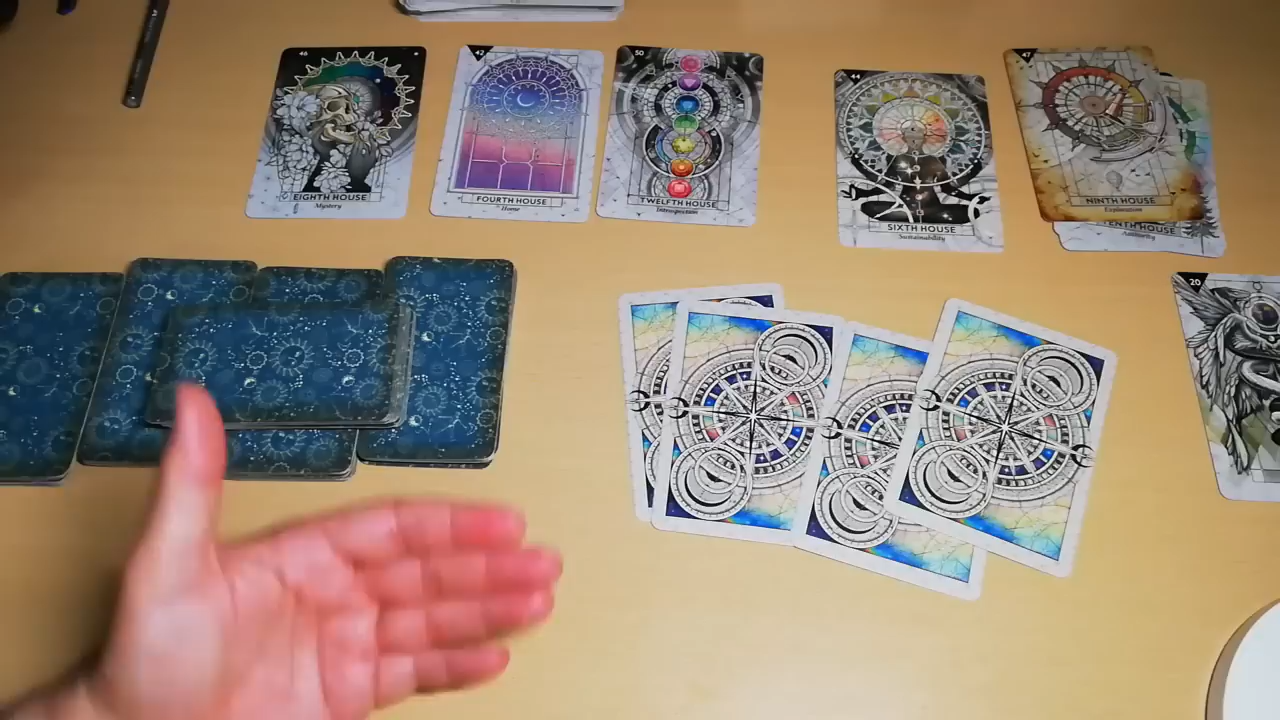 46
EIGHTH HOUSE
Mystery
42
FOURTH HOUSE
Home
50
TWELFTH HOUSE
Introspection
44
SIXTH HOUSE
Sustainability
47
NINTH HOUSE
Exploration
TENTH HOUSE
Authority
20